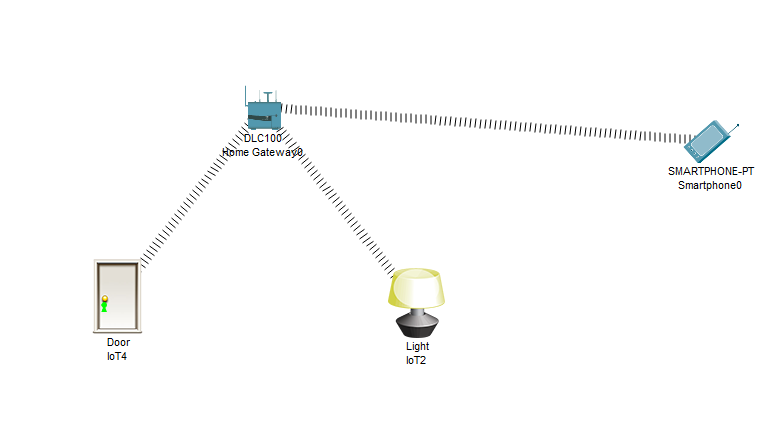 DLC100
Home Gateway0
SMARTPHONE-PT
Smartphone0
Door
IoT4
Light
IoT2